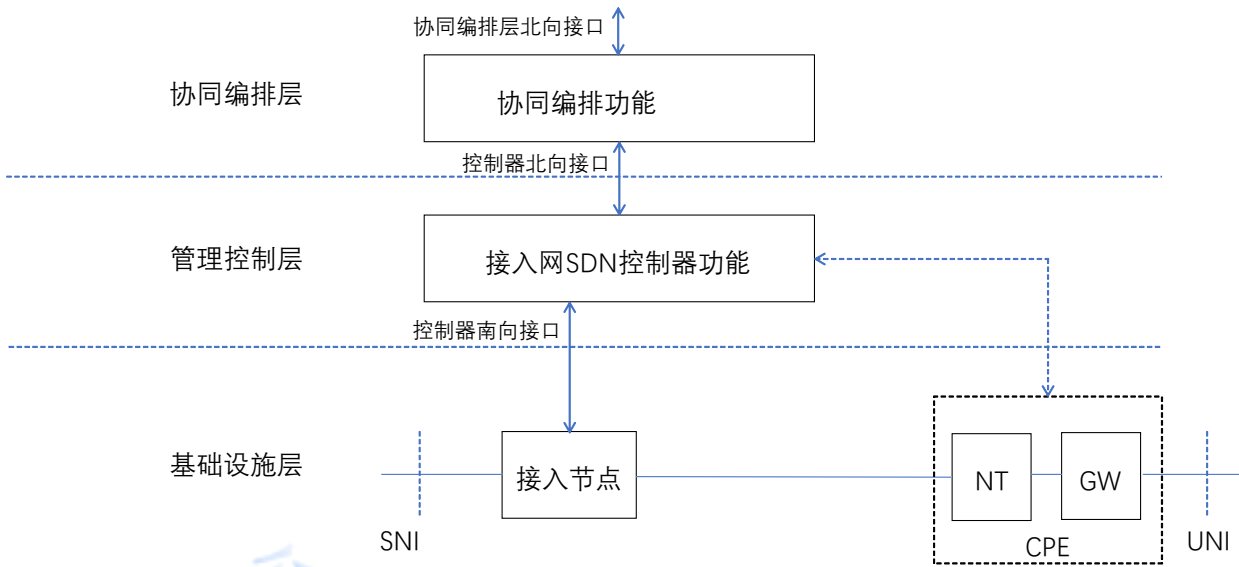 协同编排层北向接口
协同编排层
协同编排功能
控制器北向接口
管理控制层
接入网SDN控制器功能
控制器南向接口
基础设施层
接入节点
NT
GW
SNI
CPE
UNI